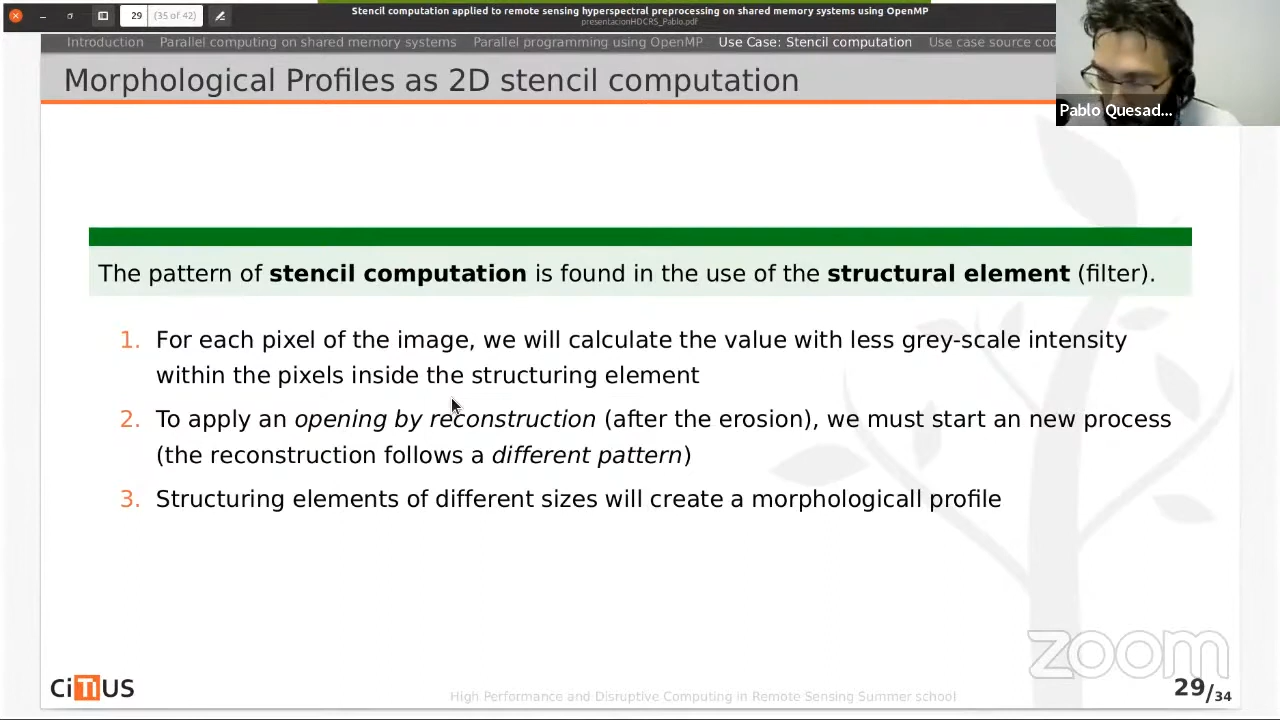 Stencil computation applied to remote sensing hyperspectral preprocessing on shared memory systems using OpenMP
presentacionHDCRS_Pablo.pdf
29 (35 of 42)
Introduction Parallel computing on shared memory systems Parallel programming using OpenMP Use Case: Stencil computation Use case source cod
Morphological Profiles as 2D stencil computation
Pablo Quesad...
The pattern of stencil computation is found in the use of the structural element (filter).
1. For each pixel of the image, we will calculate the value with less grey-scale intensity
within the pixels inside the structuring element
2. To apply an opening by reconstruction (after the erosion), we must start an new process
(the reconstruction follows a different pattern)
3. Structuring elements of different sizes will create a morphologicall profile
zoom
CiTIUS
High Performance and Disruptive Computing in Remote Sensing Summer school
29/34